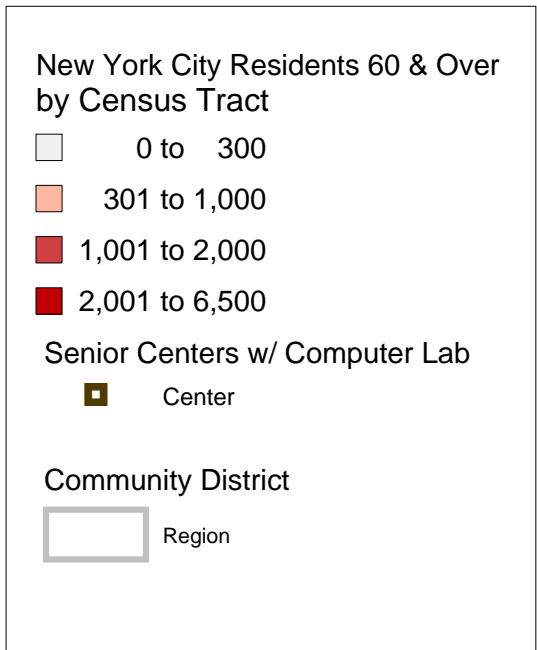 New York City Residents 60 & Over
by Census Tract
0 to 300
301 to 1,000
1,001 to 2,000
2,001 to 6,500
Senior Centers w/ Computer Lab
Center
Community District
Region